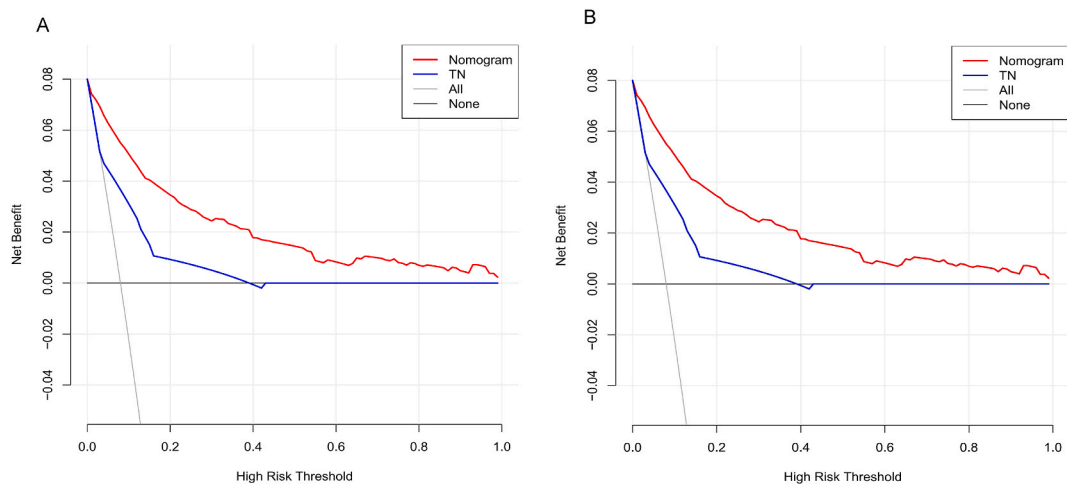 A
Nomogram
TN
All
None
Net Benefit
0.08
0.06
0.04
0.02
0.00
−0.02
−0.04
0.0 0.2 0.4 0.6 0.8 1.0
High Risk Threshold
B
Nomogram
TN
All
None
Net Benefit
0.08
0.06
0.04
0.02
0.00
−0.02
−0.04
0.0 0.2 0.4 0.6 0.8 1.0
High Risk Threshold